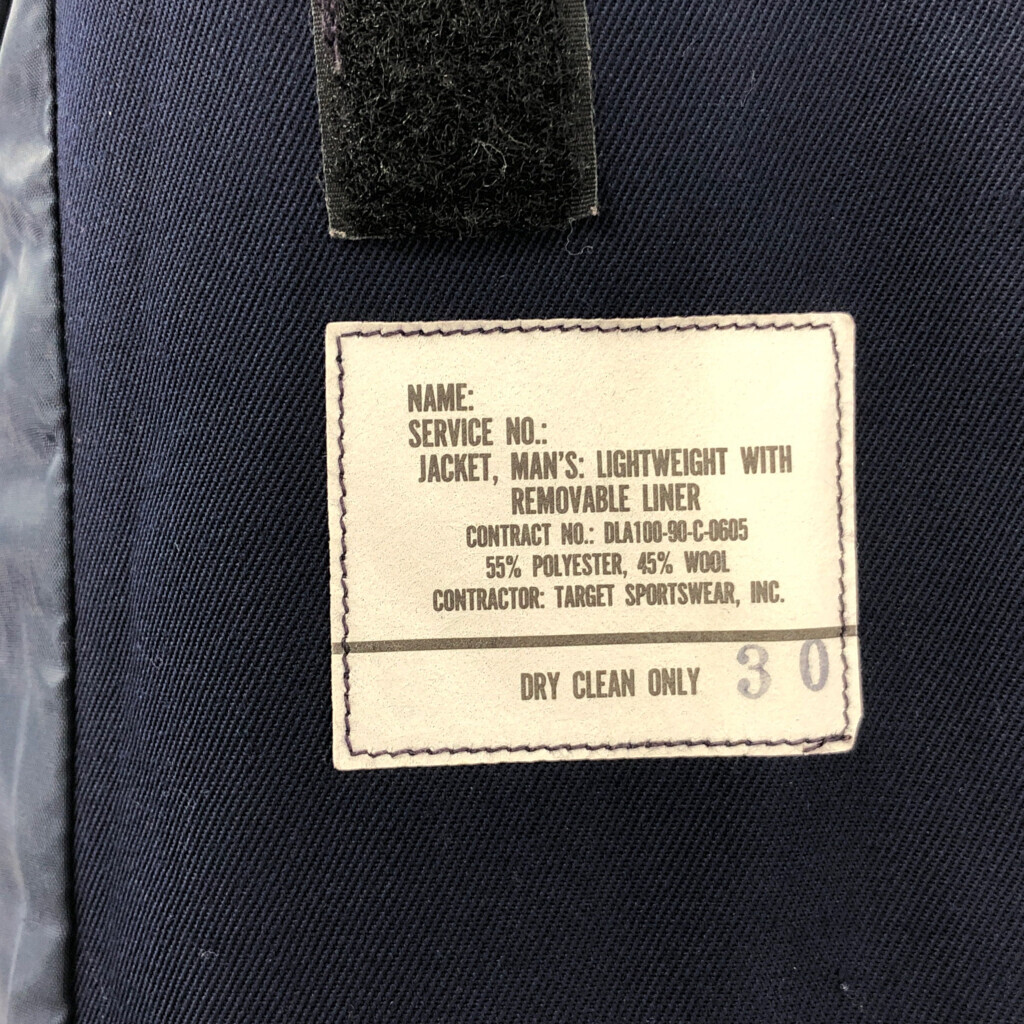 NAME:
SERVICE NO.:
JACKET, MAN'S: LIGHTWEIGHT WITH
REMOVABLE LINER
CONTRACT NO.: DLA100-90-C-0605
55% POLYESTER, 45% WOOL
CONTRACTOR: TARGET SPORTSWEAR, INC.
DRY CLEAN ONLY 30